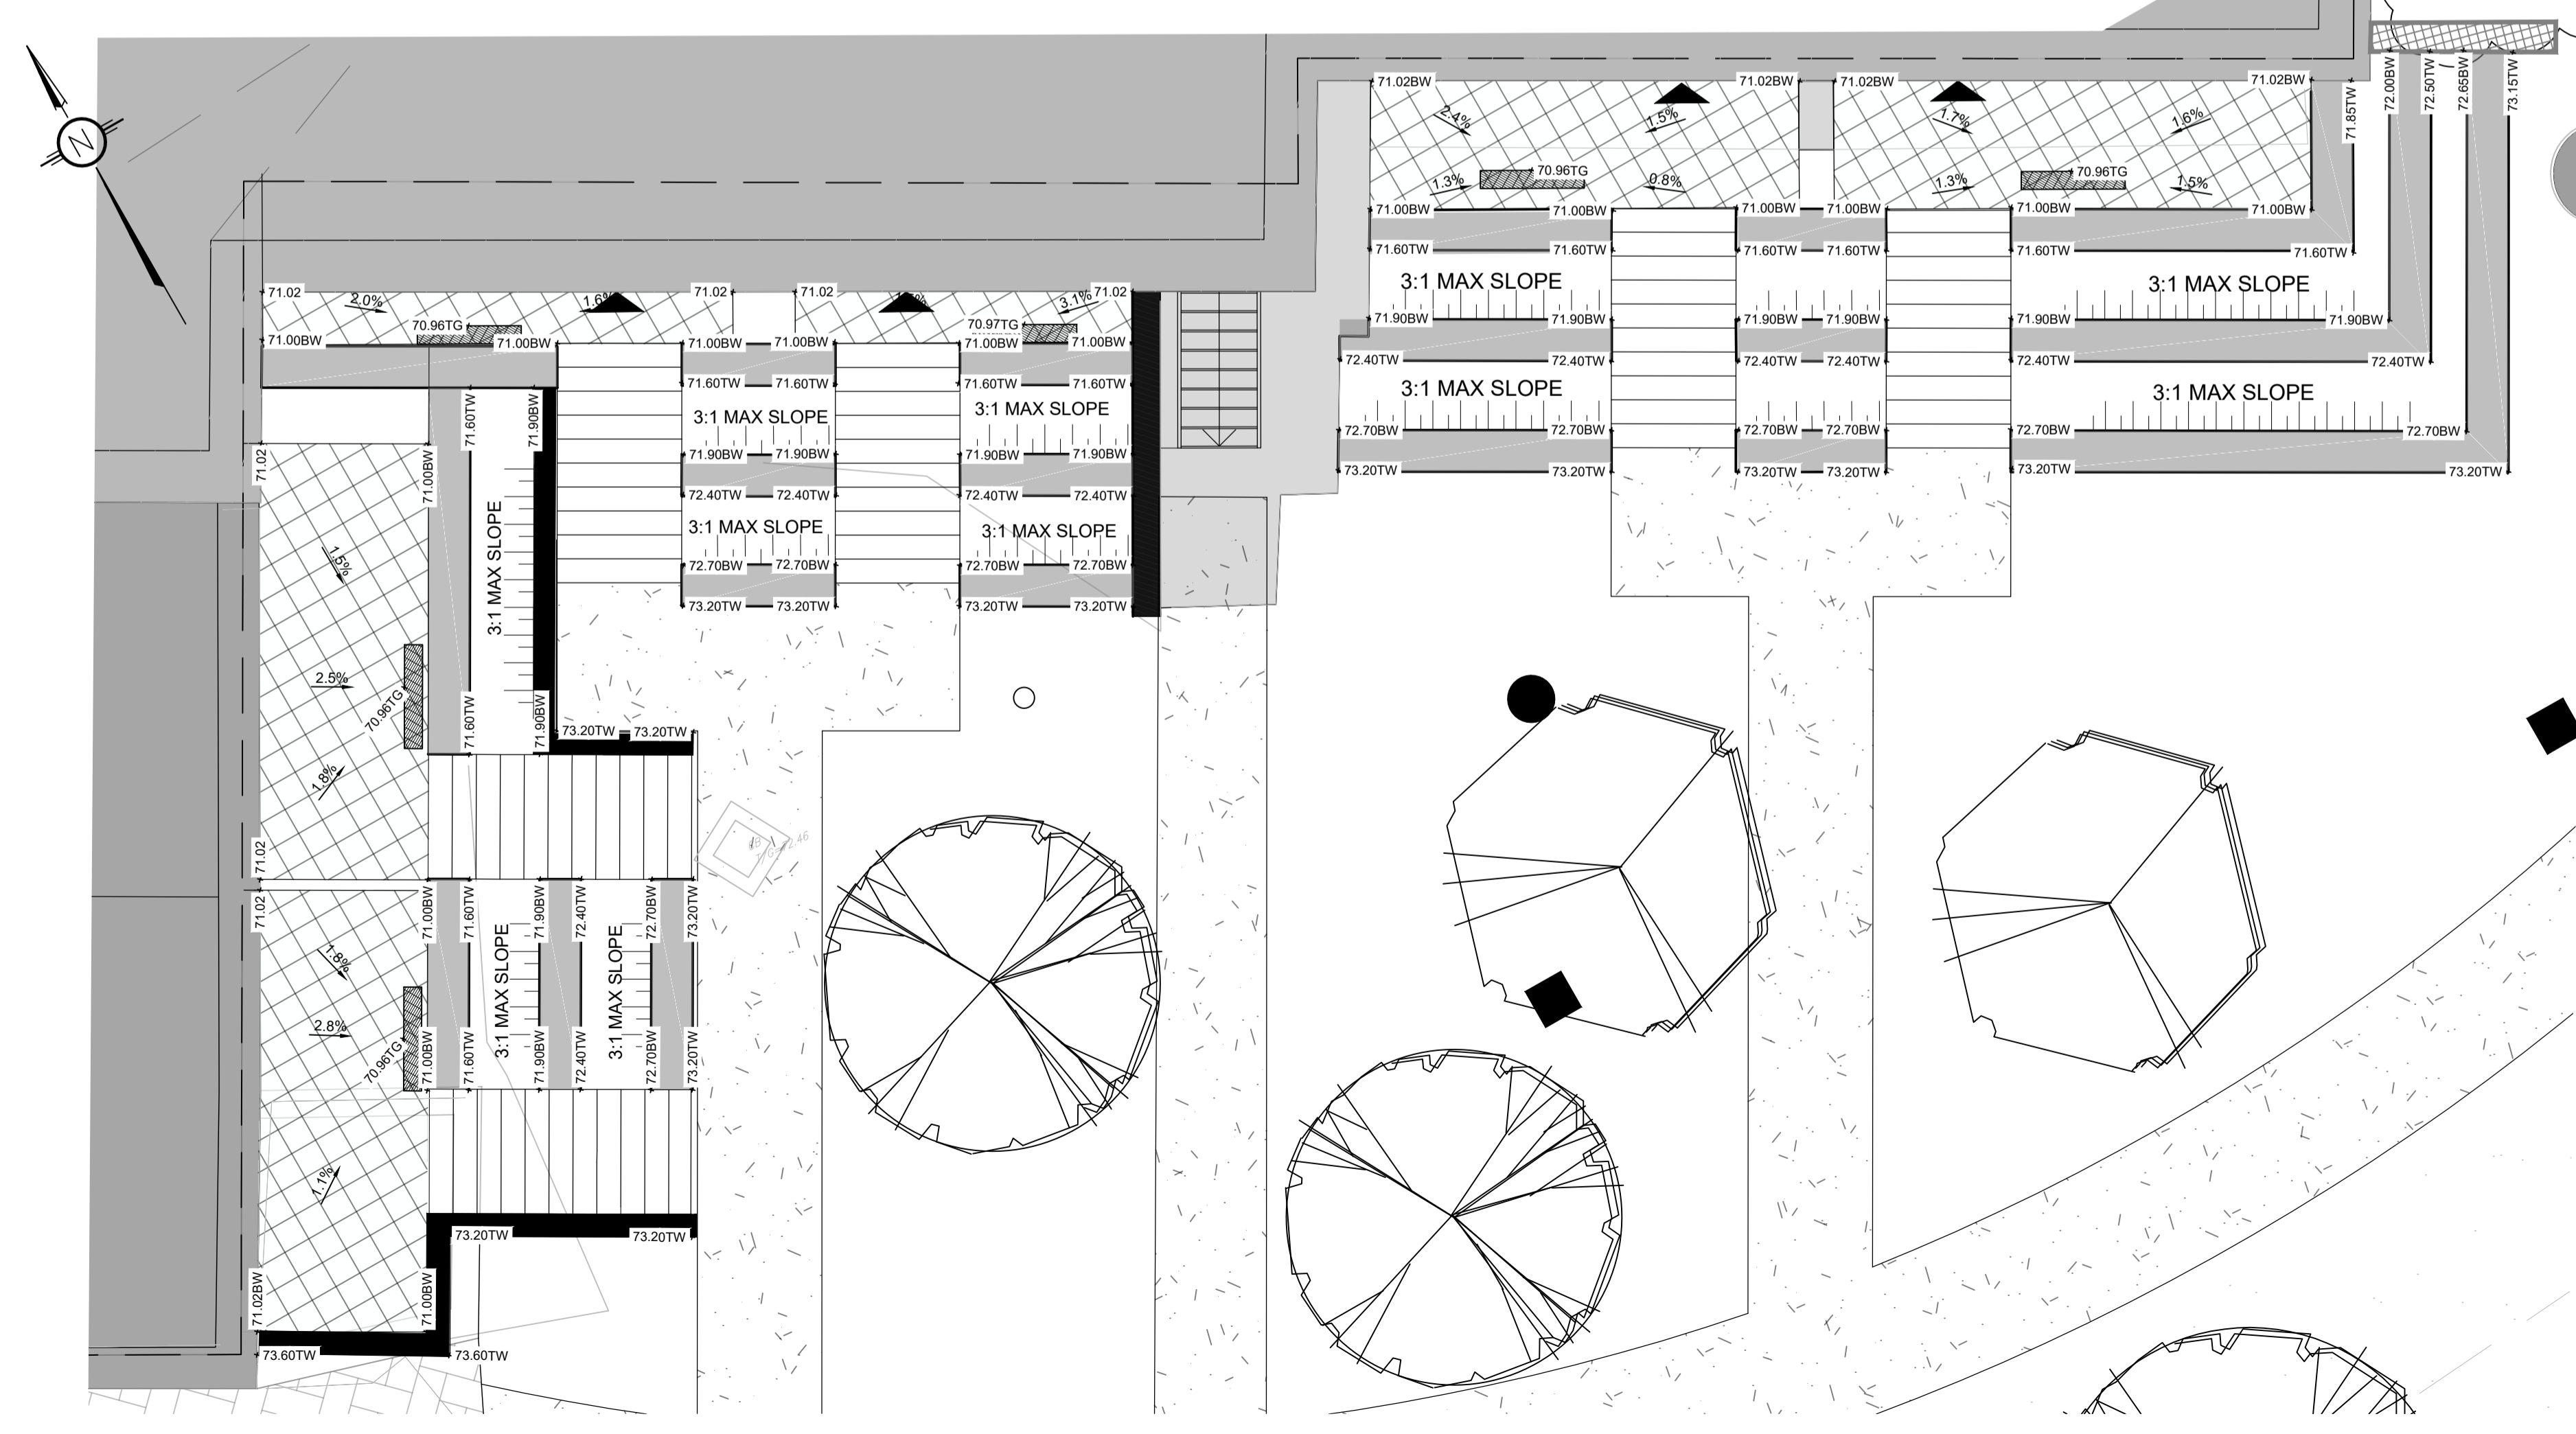 N
71.02BW 71.02BW 71.02BW 71.02BW
72.00BW
72.50TW
72.65BW
73.15TW
71.85TW
2.4% 1.5% 1.7% 1.6%
70.96TG 70.96TG
1.3% 0.8% 1.3% 1.5%
71.00BW 71.00BW 71.00BW 71.00BW 71.00BW 71.00BW
71.60TW 71.60TW 71.60TW 71.60TW 71.60TW 71.60TW
3:1 MAX SLOPE 3:1 MAX SLOPE
71.90BW 71.90BW 71.90BW 71.90BW 71.90BW 71.90BW
72.40TW 72.40TW 72.40TW 72.40TW 72.40TW 72.40TW
3:1 MAX SLOPE 3:1 MAX SLOPE
72.70BW 72.70BW 72.70BW 72.70BW 72.70BW 72.70BW
73.20TW 73.20TW 73.20TW 73.20TW 73.20TW 73.20TW
71.02 71.02 71.02 71.02
2.0% 1.6% 3.1%
70.96TG 70.97TG
71.00BW 71.00BW 71.00BW 71.00BW 71.00BW 71.00BW
71.60TW 71.60TW 71.60TW 71.60TW
3:1 MAX SLOPE 3:1 MAX SLOPE
71.90BW 71.90BW 71.90BW 71.90BW
72.40TW 72.40TW 72.40TW 72.40TW
3:1 MAX SLOPE 3:1 MAX SLOPE
72.70BW 72.70BW 72.70BW 72.70BW
73.20TW 73.20TW 73.20TW 73.20TW
71.60TW
71.90BW
71.02
71.00BW
3:1 MAX SLOPE
1.5%
2.5%
70.96TG
71.60TW
71.90BW
73.20TW 73.20TW
1.8%
71.02
71.02
71.00BW
71.60TW
71.90BW
72.40TW
72.70BW
73.20TW
1.8%
3:1 MAX SLOPE
3:1 MAX SLOPE
2.8%
70.96TG
71.00BW
71.60TW
71.90BW
72.40TW
72.70BW
73.20TW
1.1%
73.20TW 73.20TW
71.02BW
71.00BW
73.60TW 73.60TW